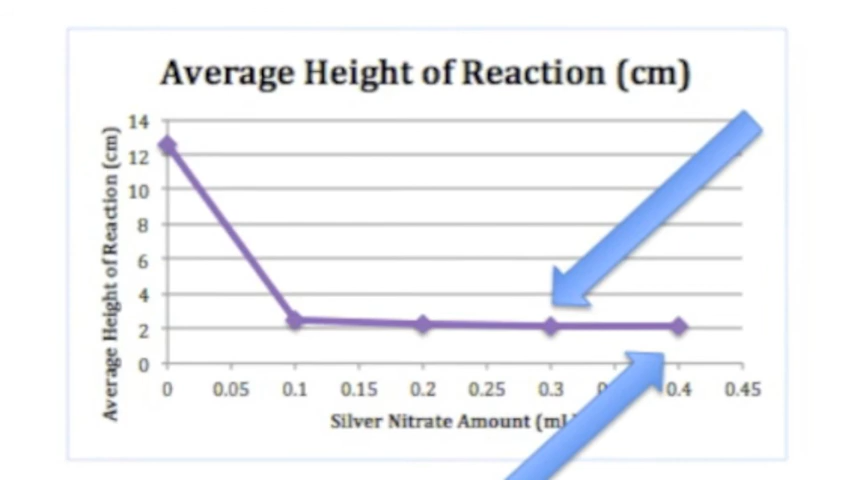 Average Height of Reaction (cm)
Average Height of Reaction (cm)
14
12
10
8
6
4
2
0
0 0.05 0.1 0.15 0.2 0.25 0.3 0.4 0.45
Silver Nitrate Amount